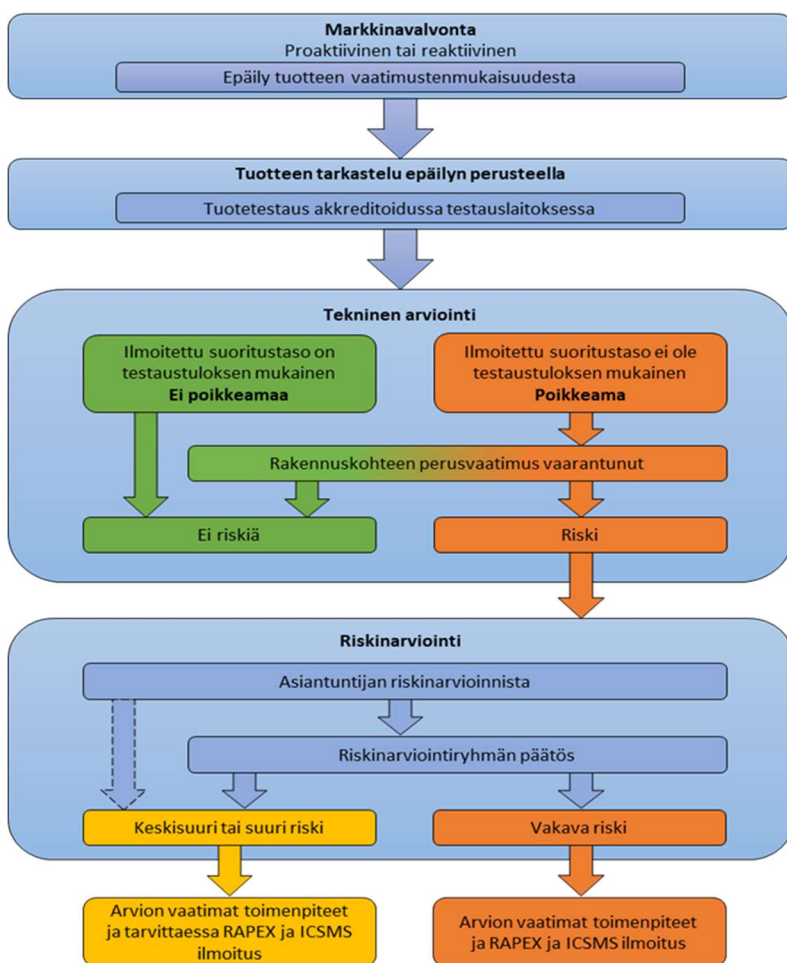 Markkinavalvonta
Proaktiivinen tai reaktiivinen
Epäily tuotteen vaatimustenmukaisuudesta
Tuotteen tarkastelu epäilyn perusteella
Tuotetestaus akkreditoidussa testauslaitoksessa
Tekninen arviointi
Ilmoitettu suoritustaso on
testaustuloksen mukainen
Ei poikkeamaa
Ilmoitettu suoritustaso ei ole
testaustuloksen mukainen
Poikkeama
Rakennuskohteen perusvaatimus vaarantunut
Ei riskiä
Riski
Riskinarviointi
Asiantuntijan riskinarvioinnista
Riskinarviointiryhmän päätös
Keskisuuri tai suuri riski
Vakava riski
Arvion vaatimat toimenpiteet
ja tarvittaessa RAPEX ja ICSMS
ilmoitus
Arvion vaatimat toimenpiteet
ja RAPEX ja ICSMS ilmoitus